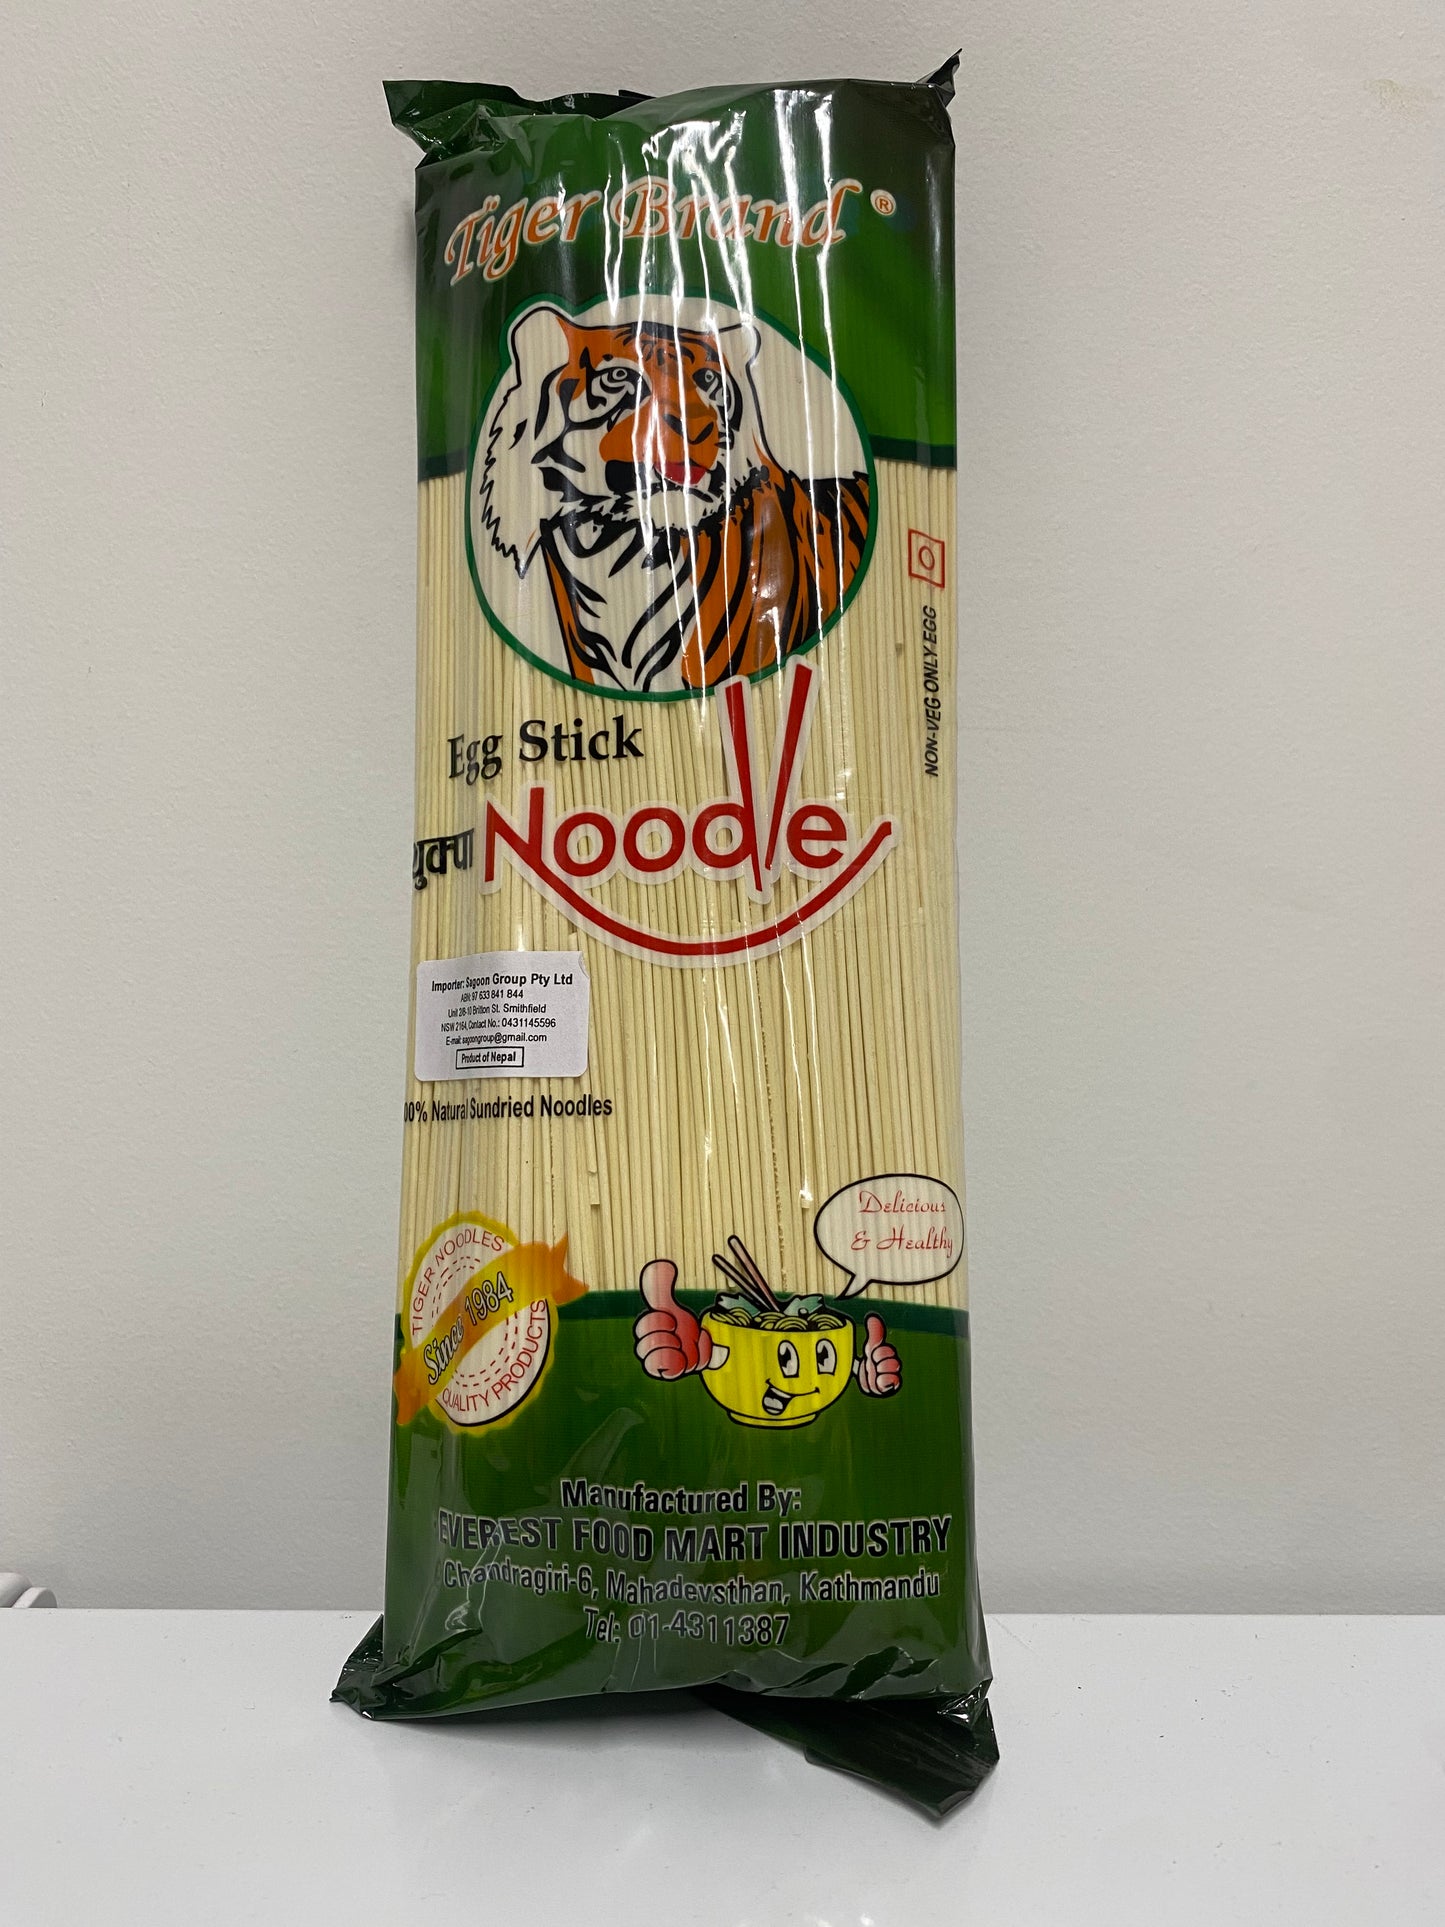 Tiger Brand ®
NON-VEG ONLY EGG
Egg Stick
Noodle
थुक्पा
Importer: Sagoon Group Pty Ltd
ABN: 97 633 841 844
Unit 2/8-10 Britton St. Smithfield
NSW 2164, Contact No.: 0431145596
E-mail: sagoongroup@gmail.com
Product of Nepal
00% Natural Sundried Noodles
Delicious
& Healthy
TIGER NOODLES
Since 1984
QUALITY PRODUCTS
Manufactured By:
EVEREST FOOD MART INDUSTRY
Chandragiri-6, Mahadevsthan, Kathmandu
Tel: 01-4311387